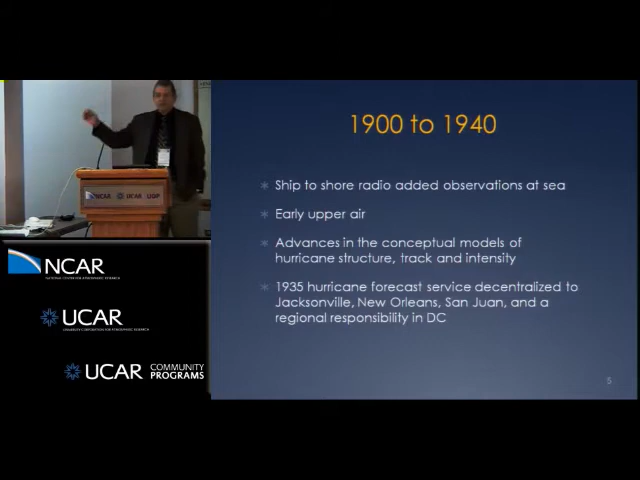 1900 to 1940
Ship to shore radio added observations at sea
Early upper air
Advances in the conceptual models of
hurricane structure, track and intensity
1935 hurricane forecast service decentralized to
Jacksonville, New Orleans, San Juan, and a
regional responsibility in DC
5
UCAR
UCAR UOP
NCAR
NATIONAL CENTER FOR ATMOSPHERIC RESEARCH
UCAR
UNIVERSITY CORPORATION FOR ATMOSPHERIC RESEARCH
UCAR COMMUNITY
PROGRAMS